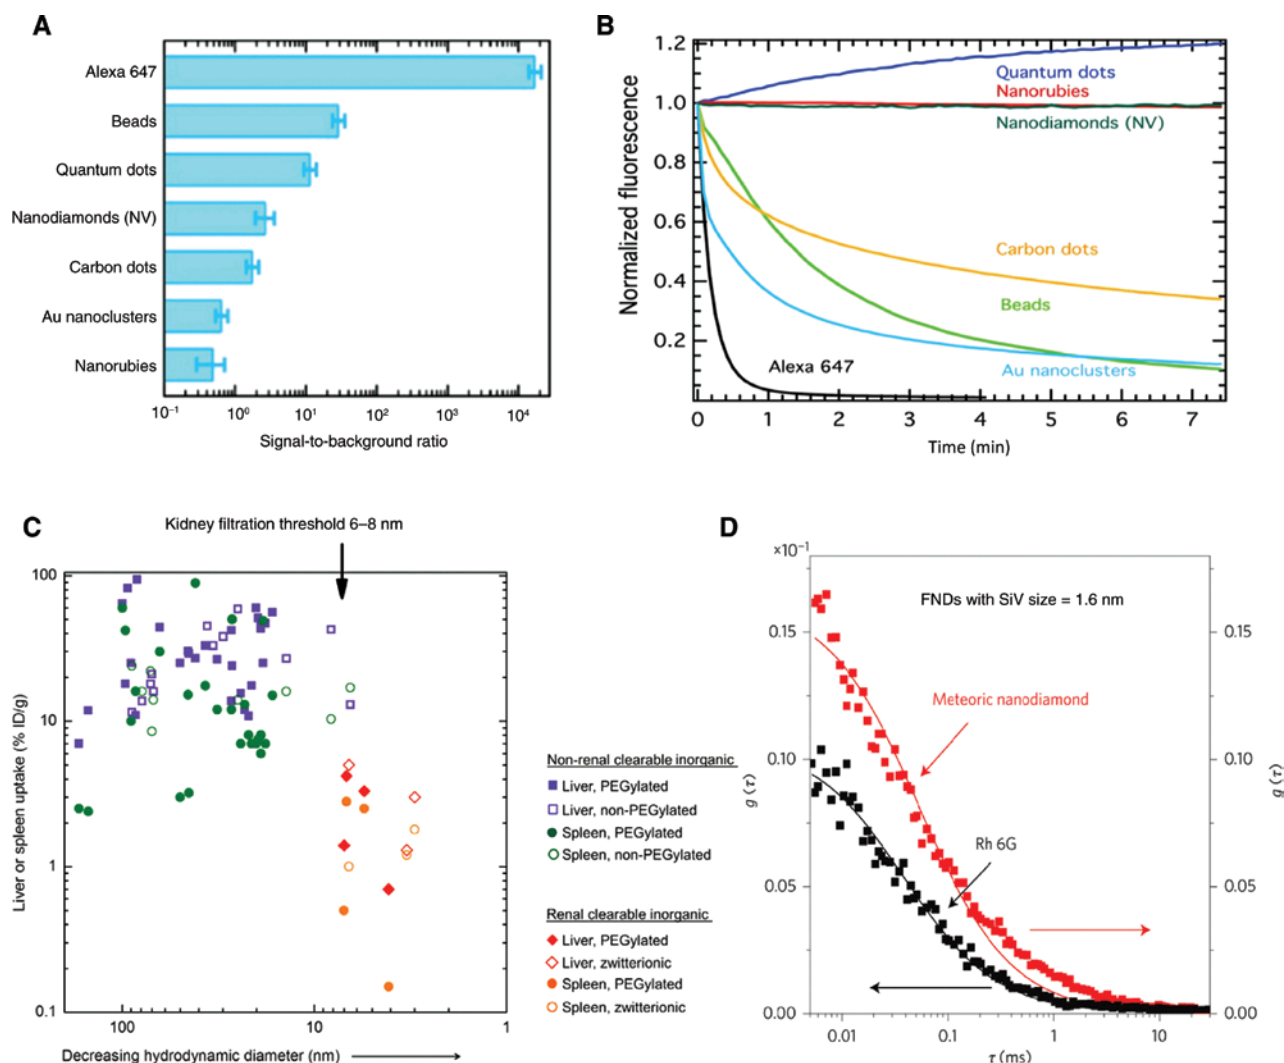 A
Alexa 647
Beads
Quantum dots
Nanodiamonds (NV)
Carbon dots
Au nanoclusters
Nanorubies
10⁻¹ 10⁰ 10¹ 10² 10³ 10⁴
Signal-to-background ratio
B
Normalized fluorescence
1.2
1.0
0.8
0.6
0.4
0.2
Quantum dots
Nanorubies
Nanodiamonds (NV)
Carbon dots
Beads
Alexa 647
Au nanoclusters
0 1 2 3 4 5 6 7
Time (min)
C
Kidney filtration threshold 6–8 nm
Liver or spleen uptake (% ID/g)
100
10
1
0.1
100 10 1
Decreasing hydrodynamic diameter (nm)
Non-renal clearable inorganic
Liver, PEGylated
Liver, non-PEGylated
Spleen, PEGylated
Spleen, non-PEGylated
Renal clearable inorganic
Liver, PEGylated
Liver, zwitterionic
Spleen, PEGylated
Spleen, zwitterionic
D
×10⁻¹
FNDs with SiV size = 1.6 nm
0.15 0.15
Meteoric nanodiamond
0.10 0.10
g (τ) g (τ)
Rh 6G
0.05 0.05
0.00 0.00
0.01 0.1 1 10
τ (ms)